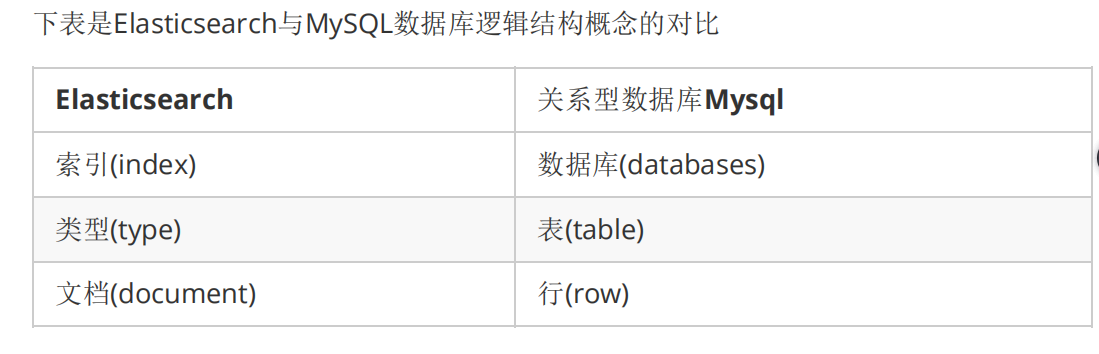 下表是Elasticsearch与MySQL数据库逻辑结构概念的对比
Elasticsearch 关系型数据库Mysql
索引(index) 数据库(databases)
类型(type) 表(table)
文档(document) 行(row)